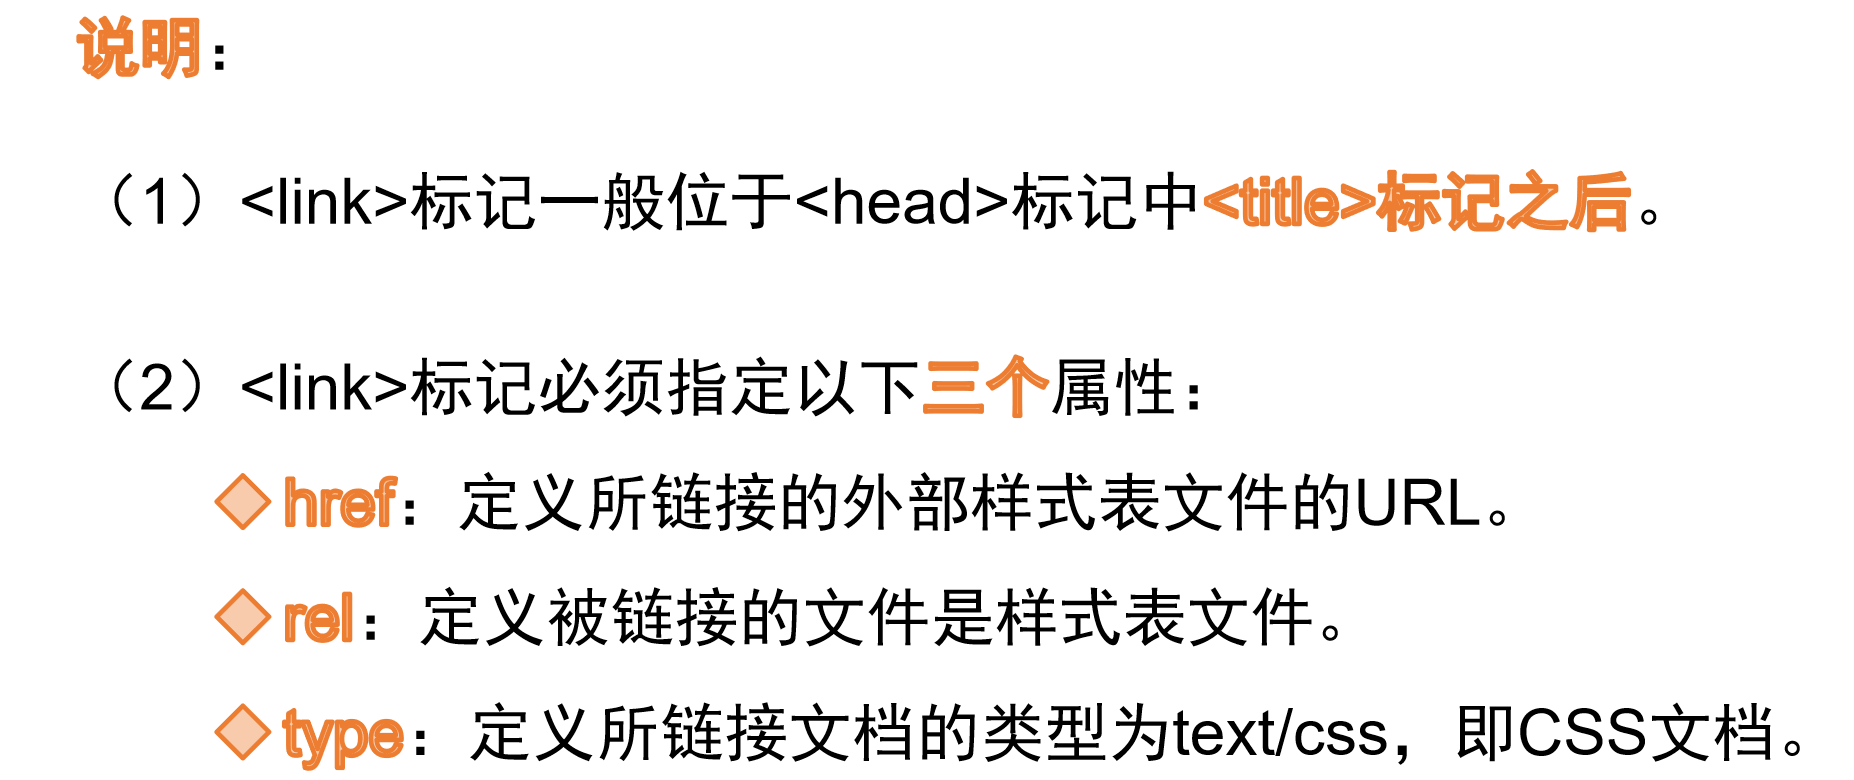 说明：
（1）<link>标记一般位于<head>标记中<title>标记之后。
（2）<link>标记必须指定以下三个属性：
href：定义所链接的外部样式表文件的URL。
rel：定义被链接的文件是样式表文件。
type：定义所链接文档的类型为text/css，即CSS文档。